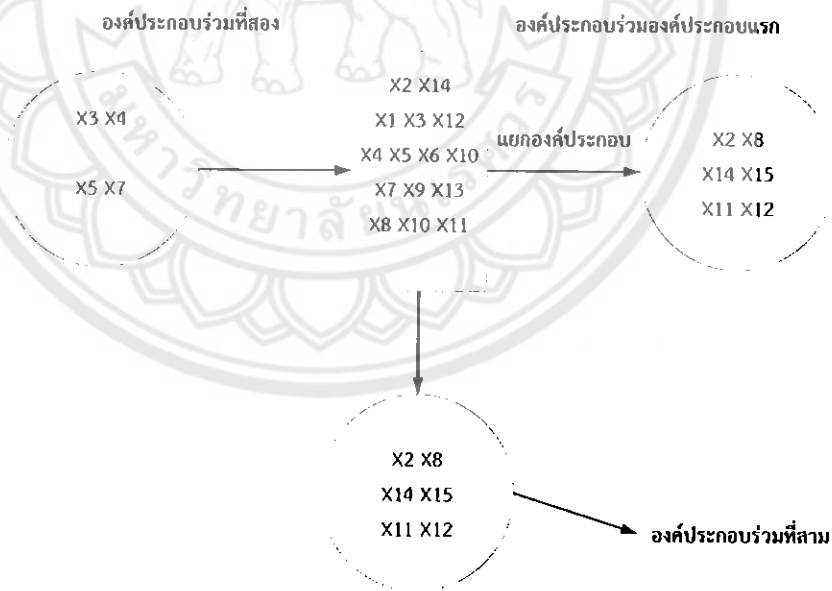 องค์ประกอบร่วมที่สอง
องค์ประกอบร่วมองค์ประกอบแรก
X3 X4
X5 X7
X2 X14
X1 X3 X12
X4 X5 X6 X10
X7 X9 X13
X8 X10 X11
แยกองค์ประกอบ
X2 X8
X14 X15
X11 X12
X2 X8
X14 X15
X11 X12
องค์ประกอบร่วมที่สาม